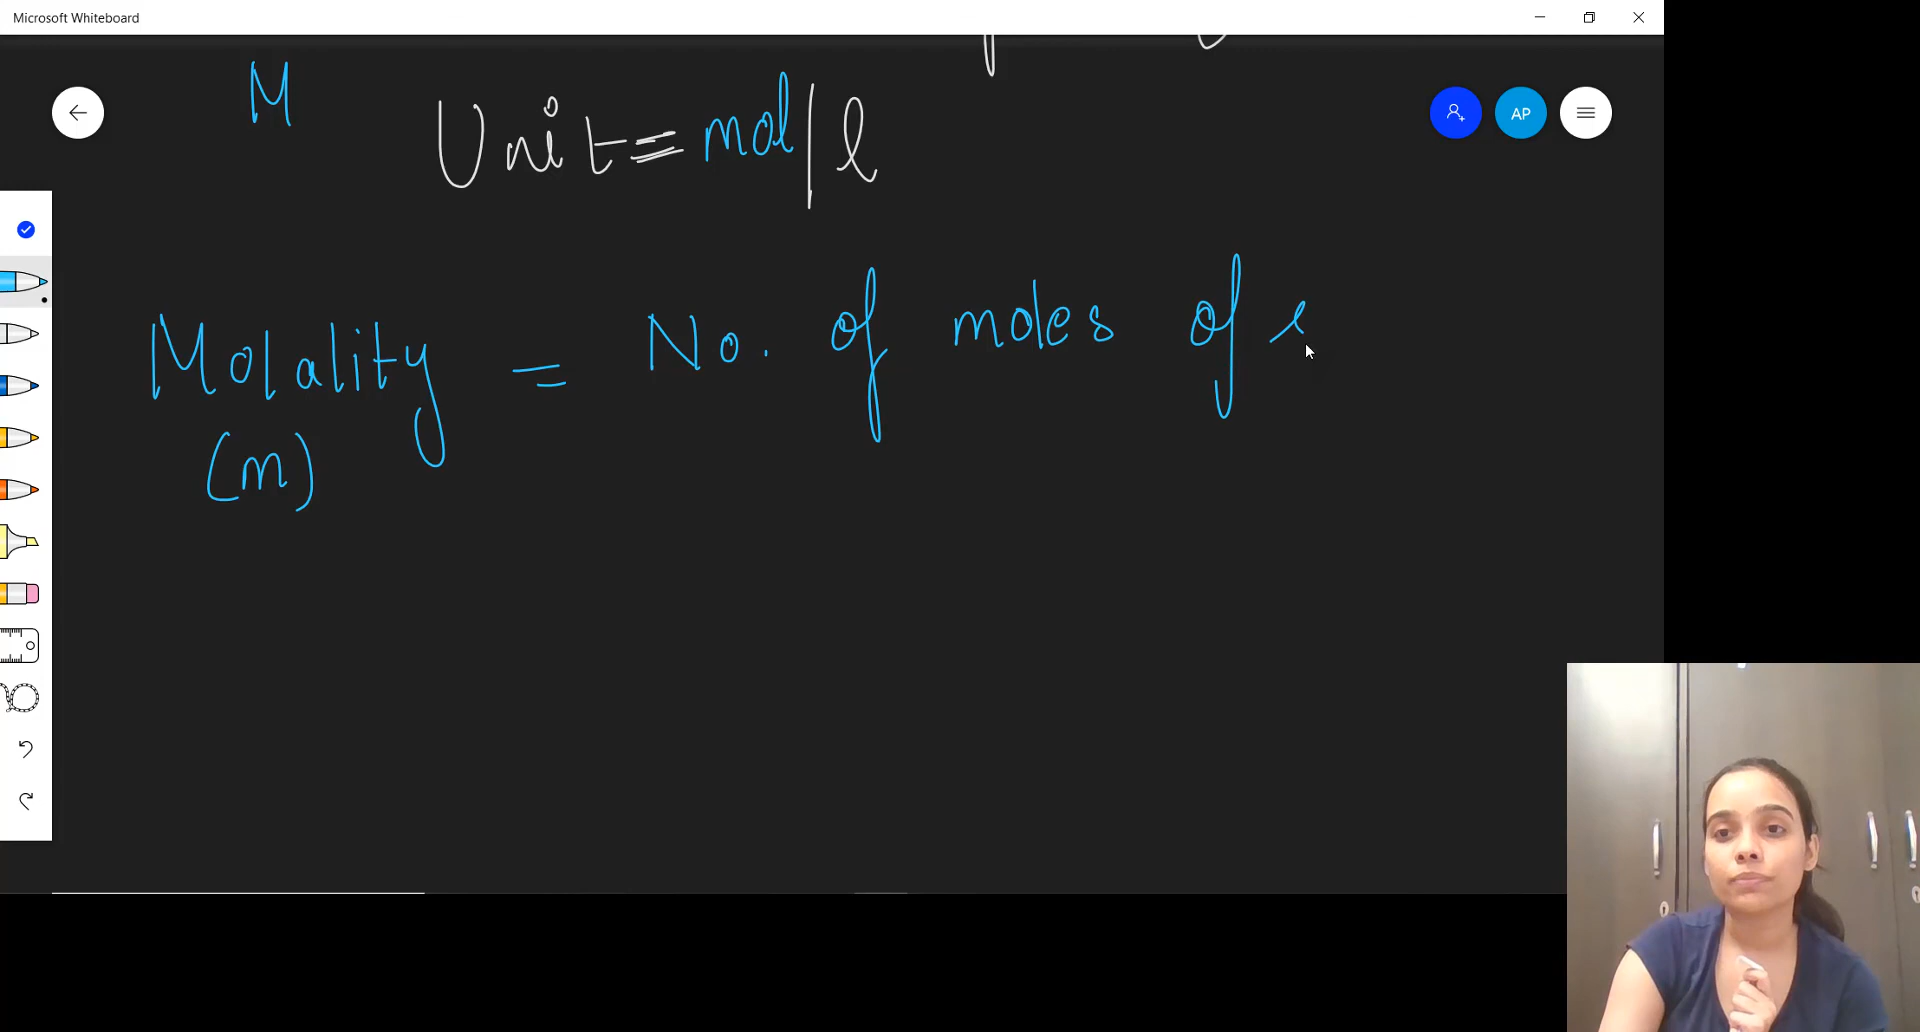 Microsoft Whiteboard
M
Unit = mol/l
AP
Molality = No. of moles of s
(m)